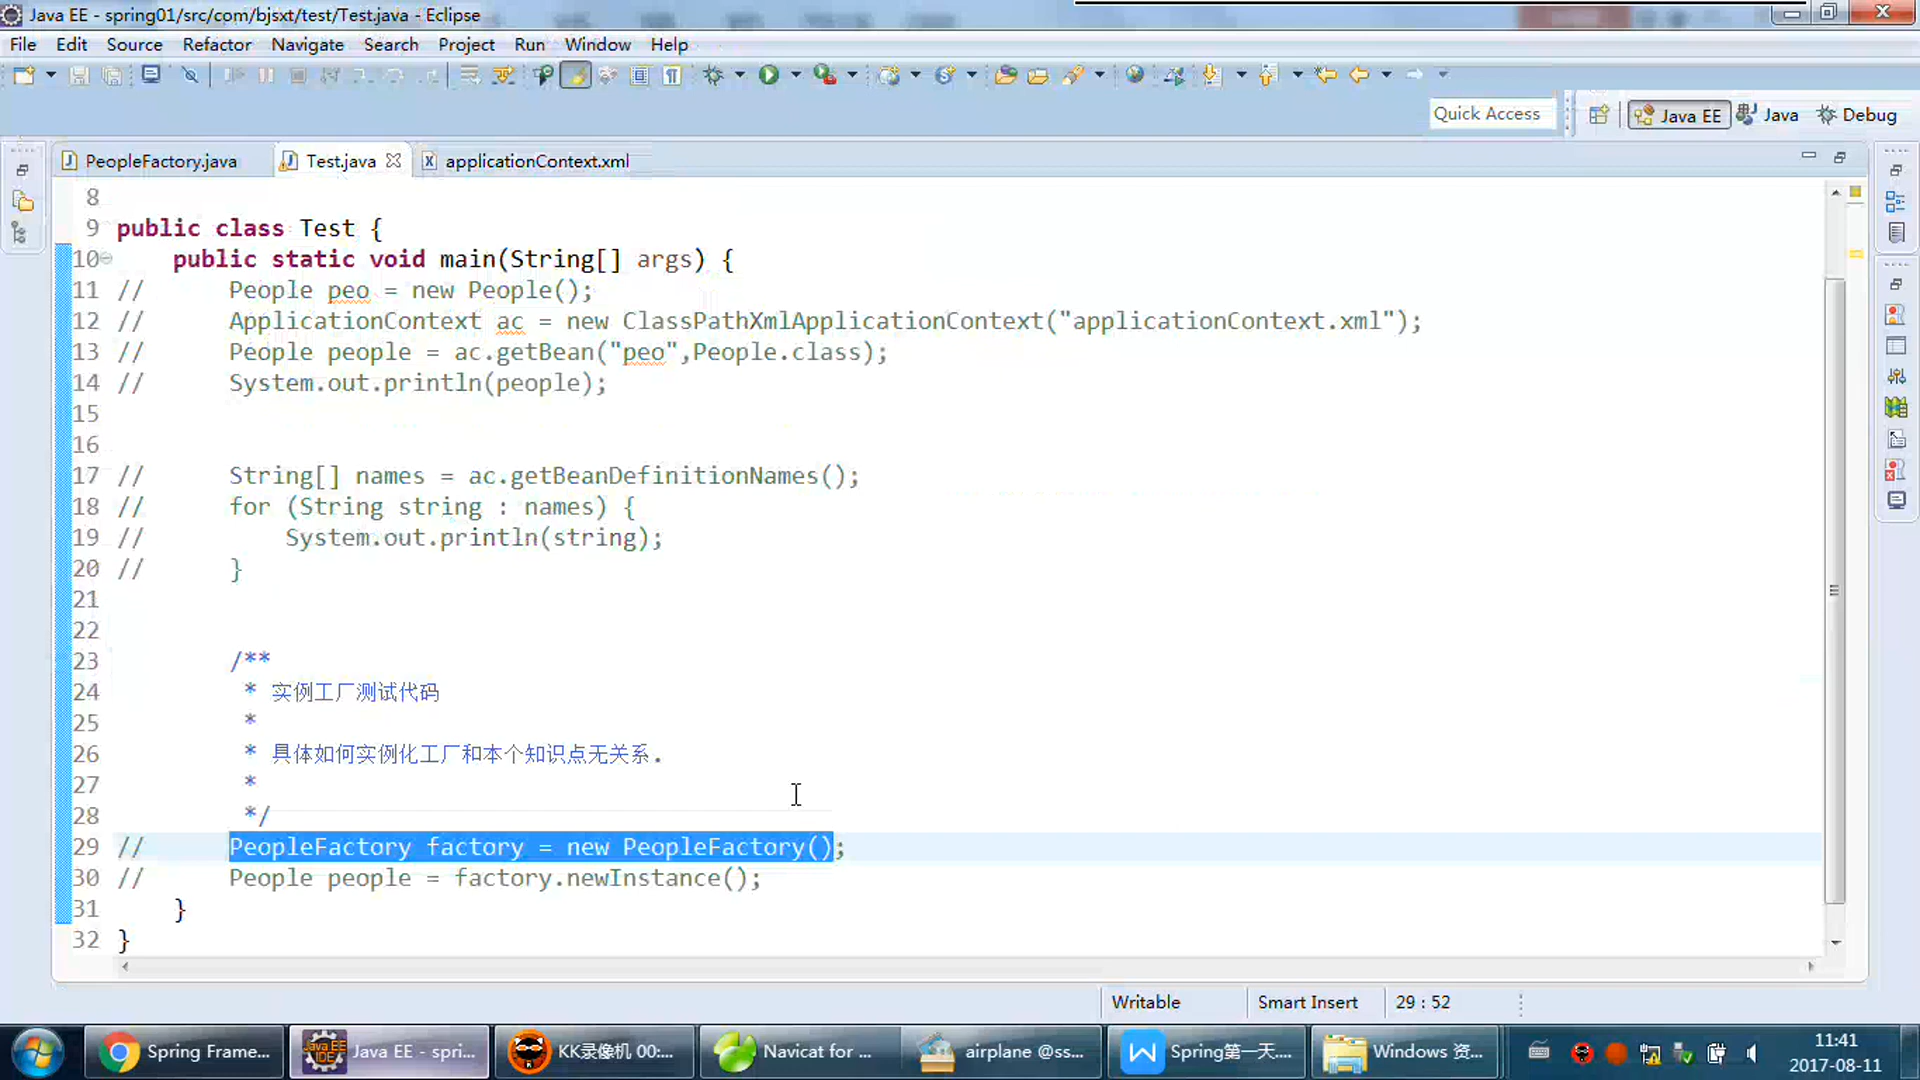 Java EE - spring01/src/com/bjsxt/test/Test.java - Eclipse
File Edit Source Refactor Navigate Search Project Run Window Help
Quick Access Java EE Java Debug
PeopleFactory.java Test.java applicationContext.xml
8
9 public class Test {
10 public static void main(String[] args) {
11 // People peo = new People();
12 // ApplicationContext ac = new ClassPathXmlApplicationContext("applicationContext.xml");
13 // People people = ac.getBean("peo",People.class);
14 // System.out.println(people);
15
16
17 // String[] names = ac.getBeanDefinitionNames();
18 // for (String string : names) {
19 // System.out.println(string);
20 // }
21
22
23 /**
24 * 实例工厂测试代码
25 *
26 * 具体如何实例化工厂和本个知识点无关系.
27 *
28 */
29 // PeopleFactory factory = new PeopleFactory();
30 // People people = factory.newInstance();
31 }
32 }
Writable Smart Insert 29 : 52
Spring Frame... Java EE - spri... KK录像机 00:... Navicat for ... airplane @ss... Spring第一天.... Windows 资... 11:41
2017-08-11